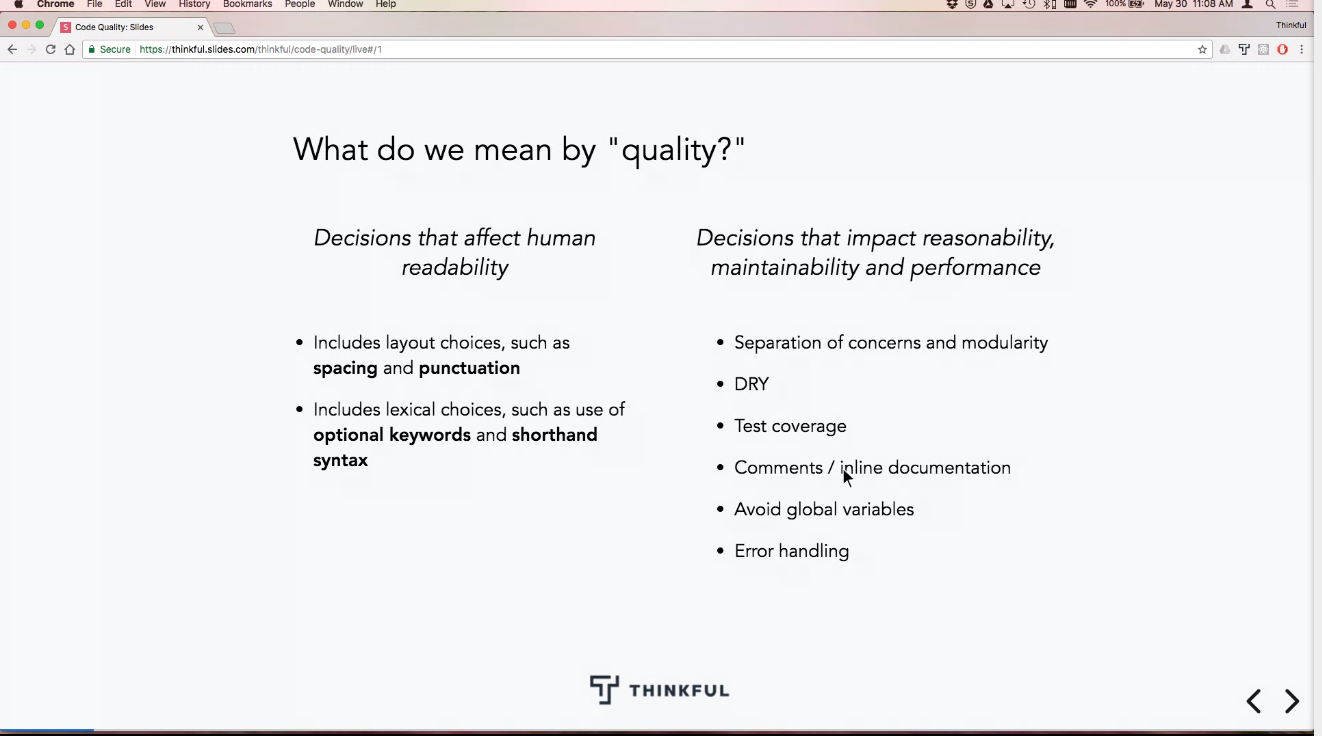 Chrome File Edit View History Bookmarks People Window Help 100% May 30 11:08 AM
S Code Quality: Slides × Thinkful
Secure https://thinkful.slides.com/thinkful/code-quality/live#/1
What do we mean by "quality?"
Decisions that affect human
readability
• Includes layout choices, such as
spacing and punctuation
• Includes lexical choices, such as use of
optional keywords and shorthand
syntax
Decisions that impact reasonability,
maintainability and performance
• Separation of concerns and modularity
• DRY
• Test coverage
• Comments / inline documentation
• Avoid global variables
• Error handling
THINKFUL